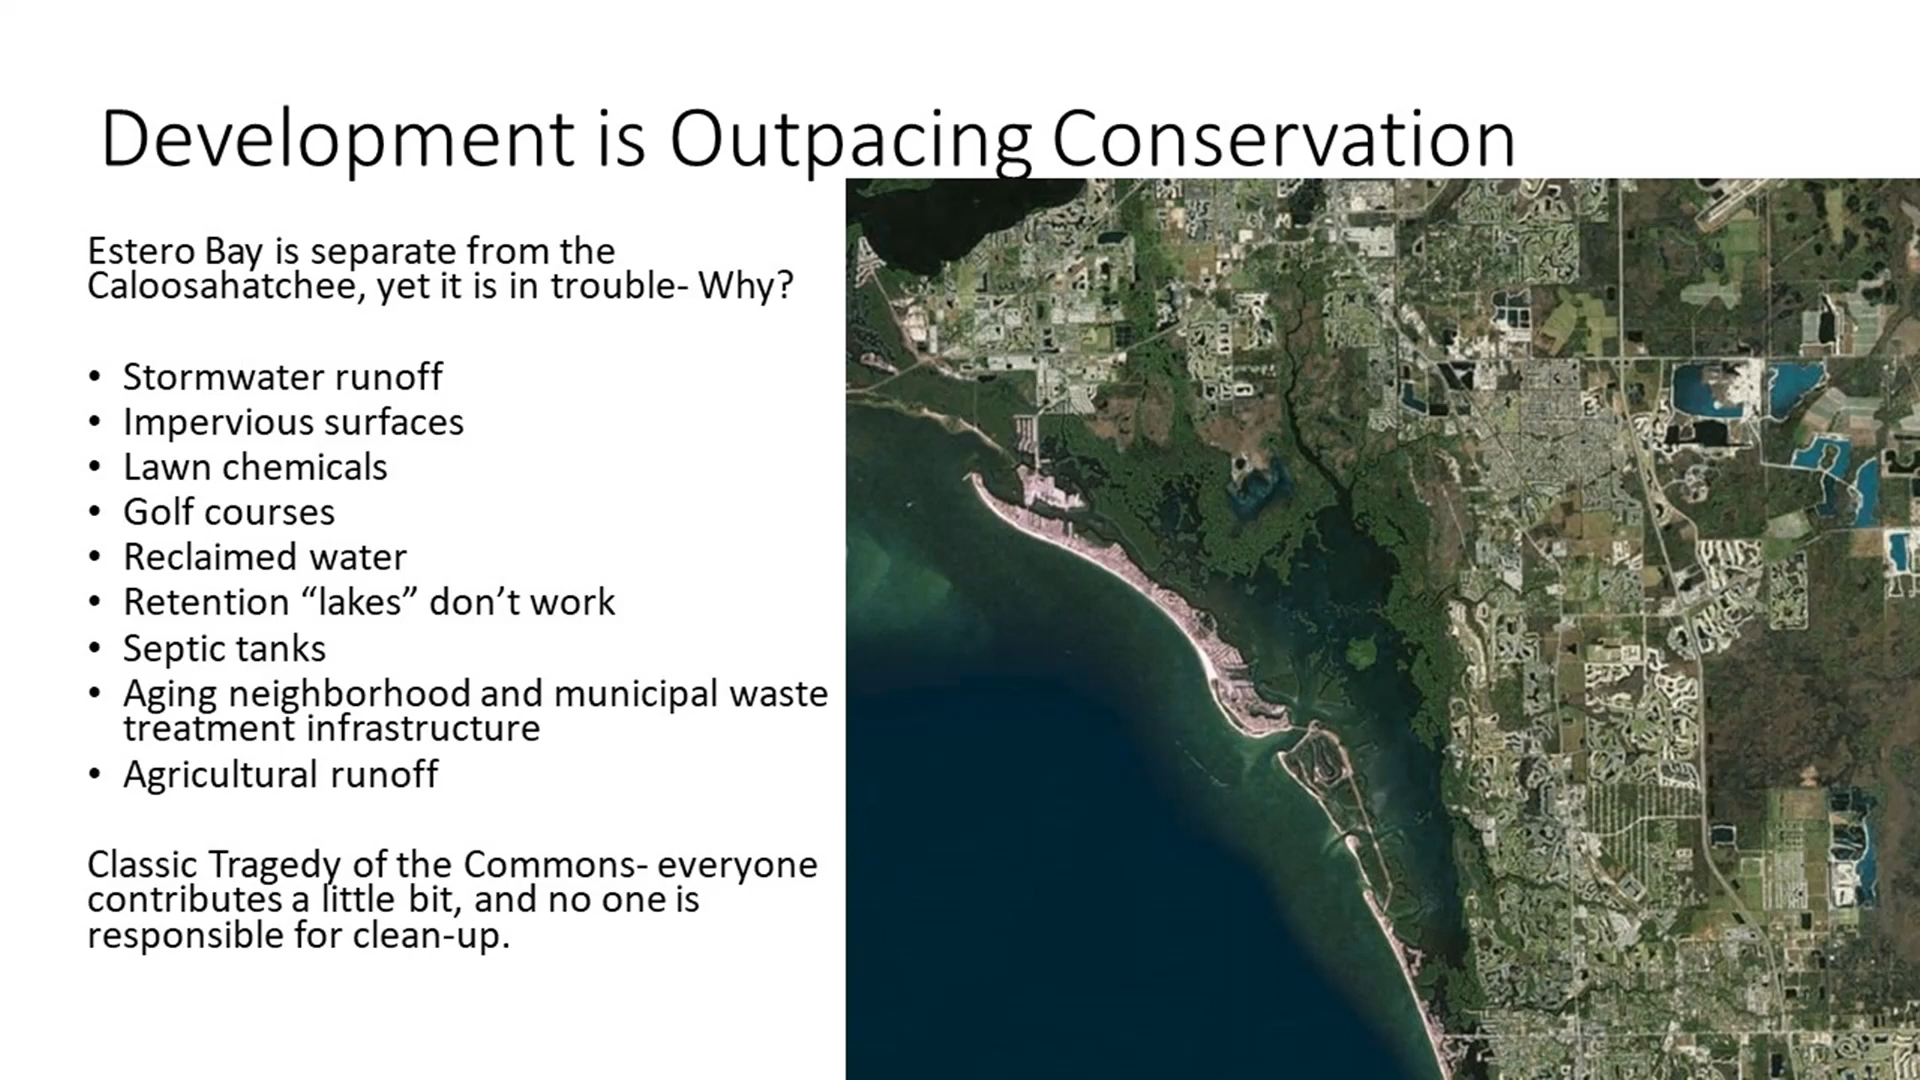 Development is Outpacing Conservation
Estero Bay is separate from the
Caloosahatchee, yet it is in trouble- Why?
• Stormwater runoff
• Impervious surfaces
• Lawn chemicals
• Golf courses
• Reclaimed water
• Retention “lakes” don’t work
• Septic tanks
• Aging neighborhood and municipal waste
treatment infrastructure
• Agricultural runoff
Classic Tragedy of the Commons- everyone
contributes a little bit, and no one is
responsible for clean-up.